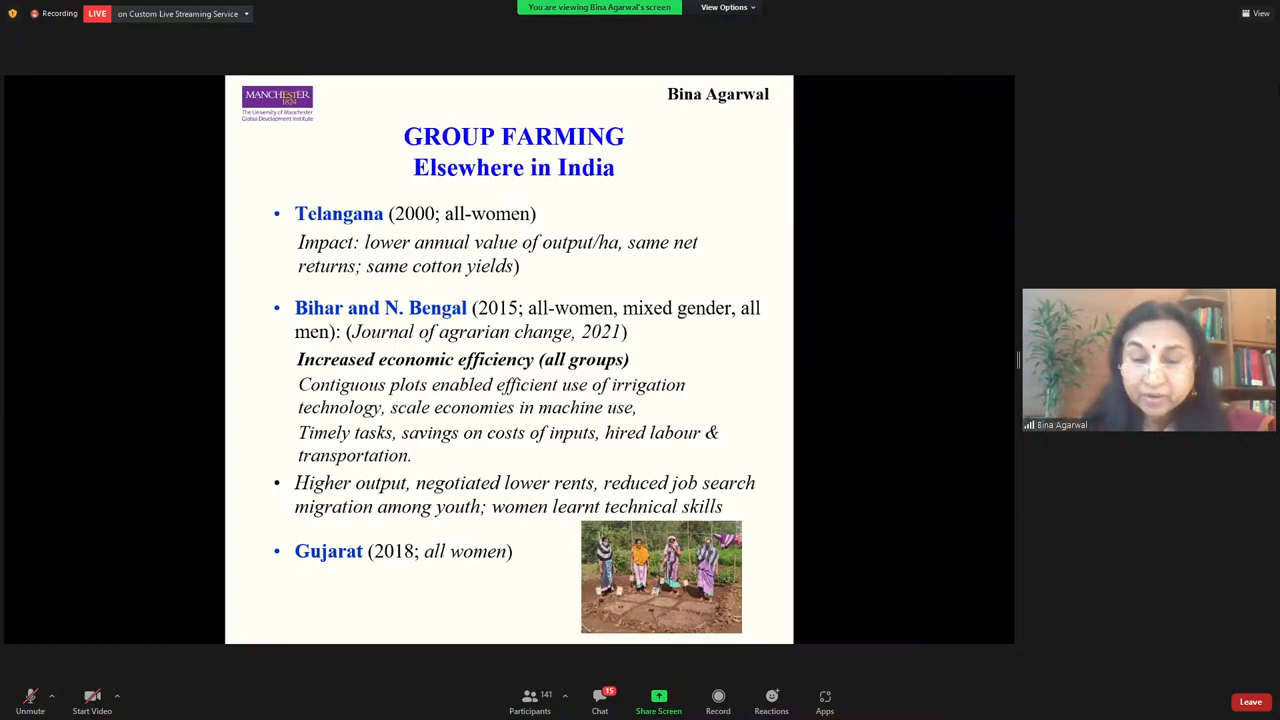 Recording
LIVE
on Custom Live Streaming Service
You are viewing Bina Agarwal's screen
View Options
View
MANCHESTER
1824
The University of Manchester
Global Development Institute
Bina Agarwal
GROUP FARMING
Elsewhere in India
• Telangana (2000; all-women)
Impact: lower annual value of output/ha, same net
returns; same cotton yields)
• Bihar and N. Bengal (2015; all-women, mixed gender, all
men): (Journal of agrarian change, 2021)
Increased economic efficiency (all groups)
Contiguous plots enabled efficient use of irrigation
technology, scale economies in machine use,
Timely tasks, savings on costs of inputs, hired labour &
transportation.
• Higher output, negotiated lower rents, reduced job search
migration among youth; women learnt technical skills
• Gujarat (2018; all women)
Bina Agarwal
Unmute
Start Video
141
Participants
15
Chat
Share Screen
Record
Reactions
Apps
Leave